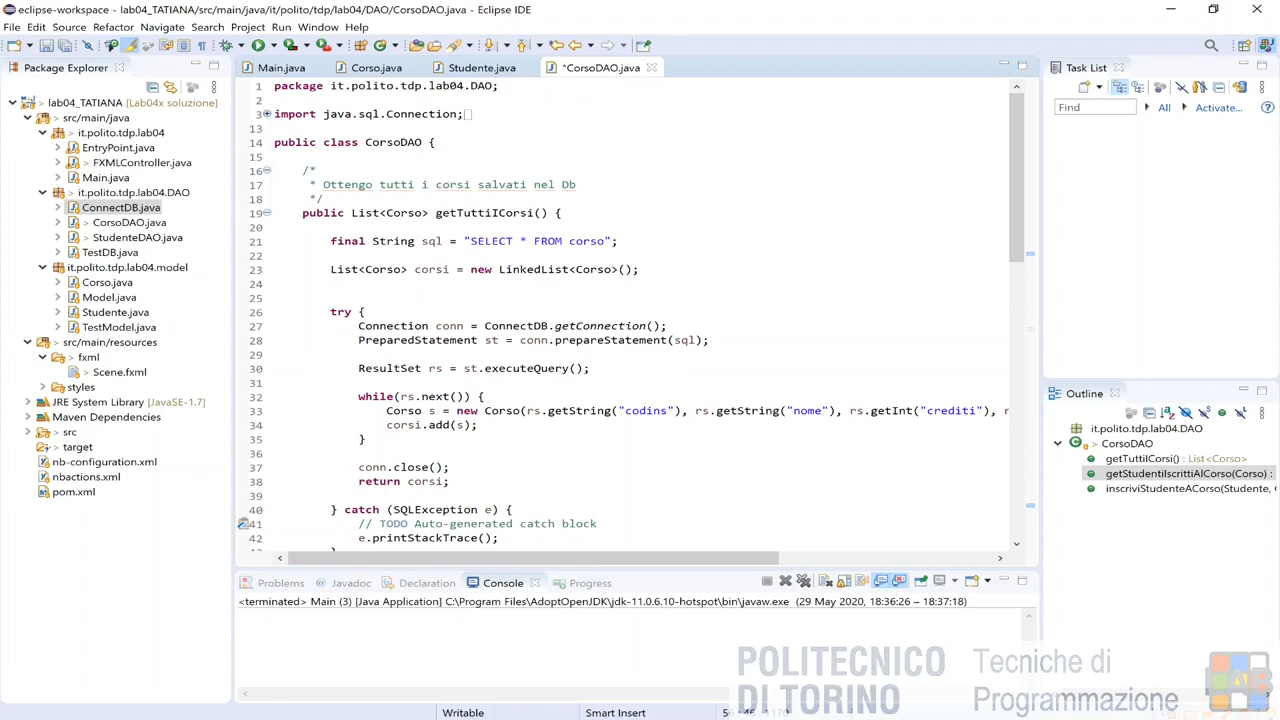 eclipse-workspace - lab04_TATIANA/src/main/java/it/polito/tdp/lab04/DAO/CorsoDAO.java - Eclipse IDE
File Edit Source Refactor Navigate Search Project Run Window Help
Package Explorer
lab04_TATIANA [Lab04x soluzione]
src/main/java
> it.polito.tdp.lab04
EntryPoint.java
> FXMLController.java
Main.java
> it.polito.tdp.lab04.DAO
ConnectDB.java
> CorsoDAO.java
> StudenteDAO.java
TestDB.java
it.polito.tdp.lab04.model
Corso.java
Model.java
Studente.java
TestModel.java
> src/main/resources
> fxml
Scene.fxml
> styles
JRE System Library [JavaSE-1.7]
Maven Dependencies
> src
> target
nb-configuration.xml
nbactions.xml
pom.xml
Main.java Corso.java Studente.java *CorsoDAO.java
1 package it.polito.tdp.lab04.DAO;
2
3 import java.sql.Connection;
13
14 public class CorsoDAO {
15
16 /*
17 * Ottengo tutti i corsi salvati nel Db
18 */
19 public List<Corso> getTuttiICorsi() {
20
21 final String sql = "SELECT * FROM corso";
22
23 List<Corso> corsi = new LinkedList<Corso>();
24
25
26 try {
27 Connection conn = ConnectDB.getConnection();
28 PreparedStatement st = conn.prepareStatement(sql);
29
30 ResultSet rs = st.executeQuery();
31
32 while(rs.next()) {
33 Corso s = new Corso(rs.getString("codins"), rs.getString("nome"), rs.getInt("crediti"), r
34 corsi.add(s);
35 }
36
37 conn.close();
38 return corsi;
39
40 } catch (SQLException e) {
41 // TODO Auto-generated catch block
42 e.printStackTrace();
Task List
Find All Activate...
Outline
it.polito.tdp.lab04.DAO
CorsoDAO
getTuttiICorsi() : List<Corso>
getStudentiIscrittiAlCorso(Corso) :
inscriviStudenteACorso(Studente,
Problems Javadoc Declaration Console Progress
<terminated> Main (3) [Java Application] C:\Program Files\AdoptOpenJDK\jdk-11.0.6.10-hotspot\bin\javaw.exe (29 May 2020, 18:36:26 – 18:37:18)
POLITECNICO
DI TORINO
Tecniche di
Programmazione
Writable Smart Insert